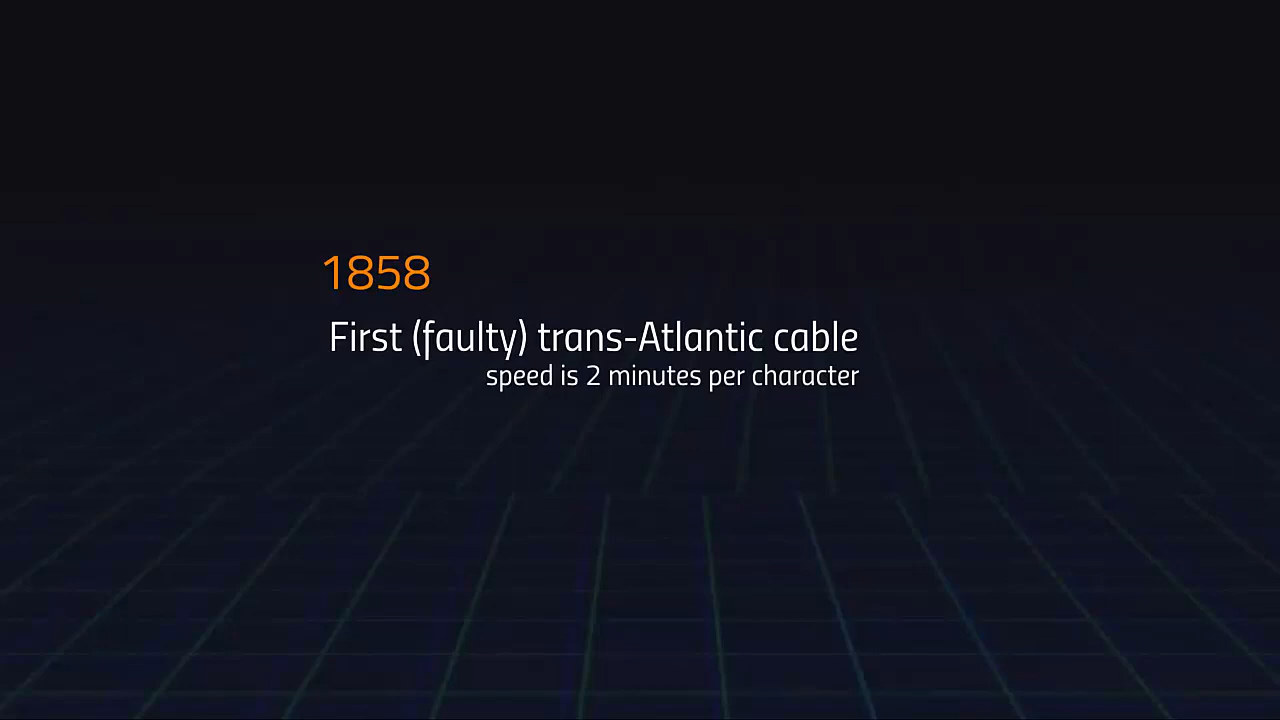 1858
First (faulty) trans-Atlantic cable
speed is 2 minutes per character